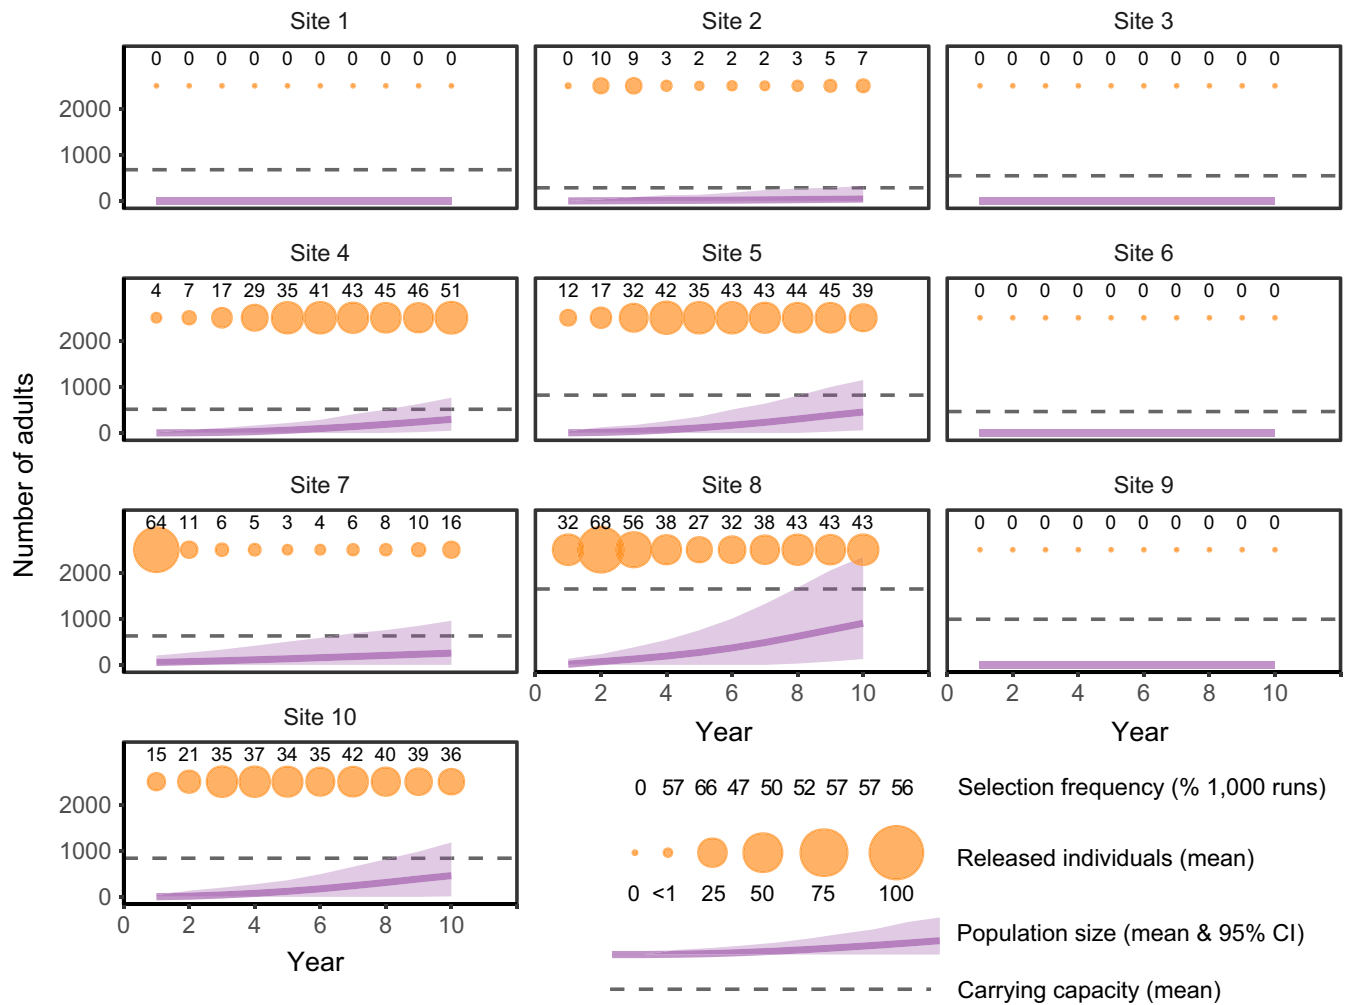 Site 1
Site 2
Site 3
0 0 0 0 0 0 0 0 0 0
0 10 9 3 2 2 2 3 5 7
0 0 0 0 0 0 0 0 0 0
2000
1000
0
Site 4
Site 5
Site 6
4 7 17 29 35 41 43 45 46 51
12 17 32 42 35 43 43 44 45 39
0 0 0 0 0 0 0 0 0 0
2000
1000
0
Number of adults
Site 7
Site 8
Site 9
64 11 6 5 3 4 6 8 10 16
32 68 56 38 27 32 38 43 43 43
0 0 0 0 0 0 0 0 0 0
2000
1000
0
0 2 4 6 8 10
0 2 4 6 8 10
Year
Year
Site 10
15 21 35 37 34 35 42 40 39 36
2000
1000
0
0 2 4 6 8 10
Year
0 57 66 47 50 52 57 57 56 Selection frequency (% 1,000 runs)
Released individuals (mean)
0 <1 25 50 75 100
Population size (mean & 95% CI)
Carrying capacity (mean)